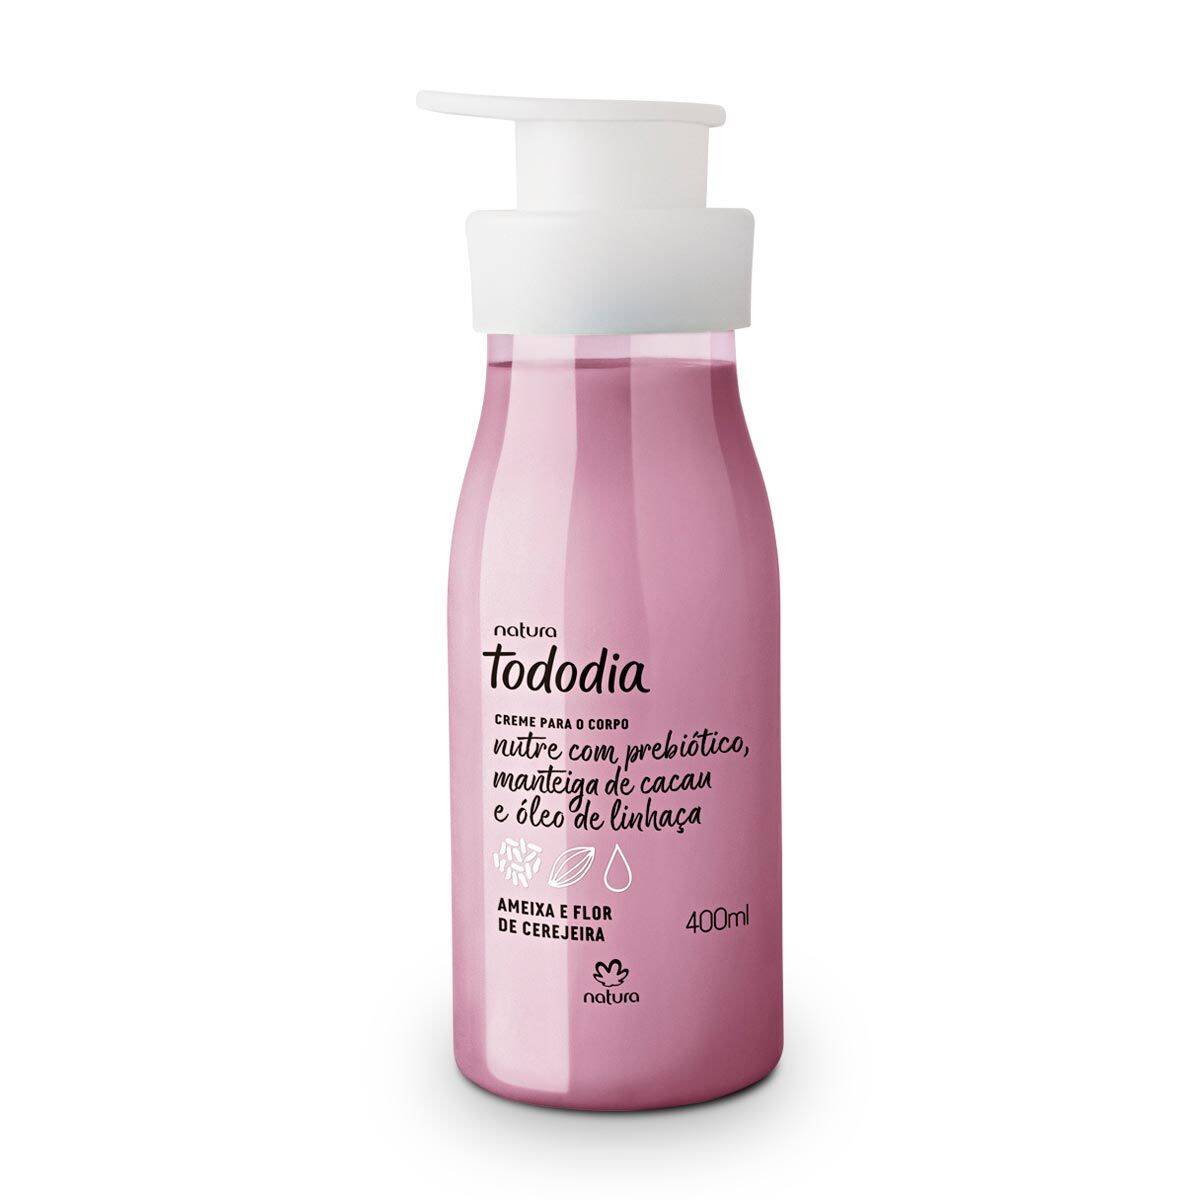 natura
tododia
CREME PARA O CORPO
nutre com prebiótico,
manteiga de cacau
e óleo de linhaça
AMEIXA E FLOR
DE CEREJEIRA
400ml
natura